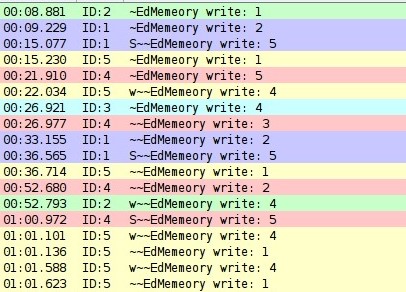 00:08.881 ID:2 ~EdMemeory write: 1
00:09.229 ID:1 ~EdMemeory write: 2
00:15.077 ID:1 S~~EdMemeory write: 5
00:15.230 ID:5 ~EdMemeory write: 1
00:21.910 ID:4 ~EdMemeory write: 5
00:22.034 ID:5 w~~EdMemeory write: 4
00:26.921 ID:3 ~EdMemeory write: 4
00:26.977 ID:4 ~~EdMemeory write: 3
00:33.155 ID:1 ~~EdMemeory write: 2
00:36.565 ID:1 S~~EdMemeory write: 5
00:36.714 ID:5 ~~EdMemeory write: 1
00:52.680 ID:4 ~~EdMemeory write: 2
00:52.793 ID:2 w~~EdMemeory write: 4
01:00.972 ID:4 S~~EdMemeory write: 5
01:01.101 ID:5 w~~EdMemeory write: 4
01:01.136 ID:5 ~~EdMemeory write: 1
01:01.588 ID:5 w~~EdMemeory write: 4
01:01.623 ID:5 ~~EdMemeory write: 1